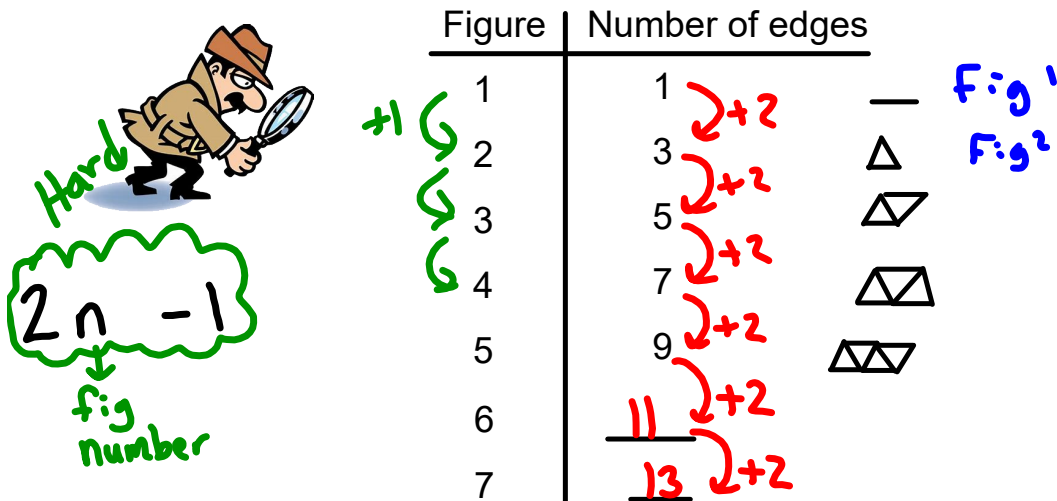 Figure Number of edges
1 1 +2 Fig 1
+1
2 3 Fig 2
+2
Hard
3 5
+2
4 7
2n -1
+2
5 9
+2
fig
number
6 11
+2
7 13